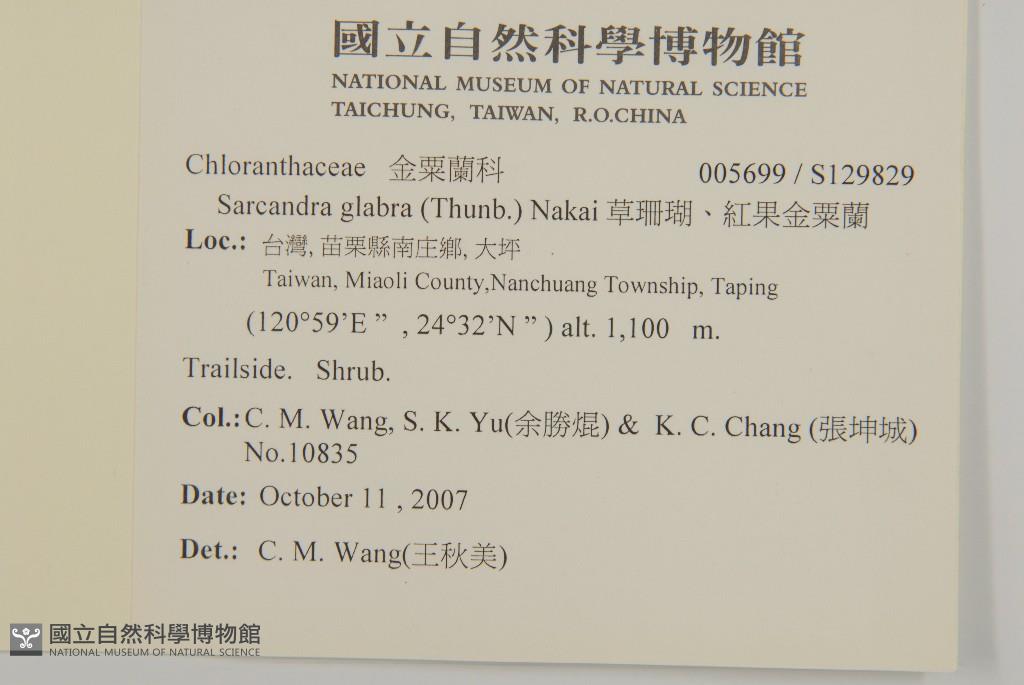 國立自然科學博物館
NATIONAL MUSEUM OF NATURAL SCIENCE
TAICHUNG, TAIWAN, R.O.CHINA
Chloranthaceae 金粟蘭科 005699 / S129829
Sarcandra glabra (Thunb.) Nakai 草珊瑚、紅果金粟蘭
Loc.: 台灣, 苗栗縣南庄鄉, 大坪
Taiwan, Miaoli County,Nanchuang Township, Taping
(120°59’E ” , 24°32’N ” ) alt. 1,100 m.
Trailside. Shrub.
Col.: C. M. Wang, S. K. Yu(余勝焜) & K. C. Chang (張坤城)
No.10835
Date: October 11 , 2007
Det.: C. M. Wang(王秋美)
國立自然科學博物館
NATIONAL MUSEUM OF NATURAL SCIENCE